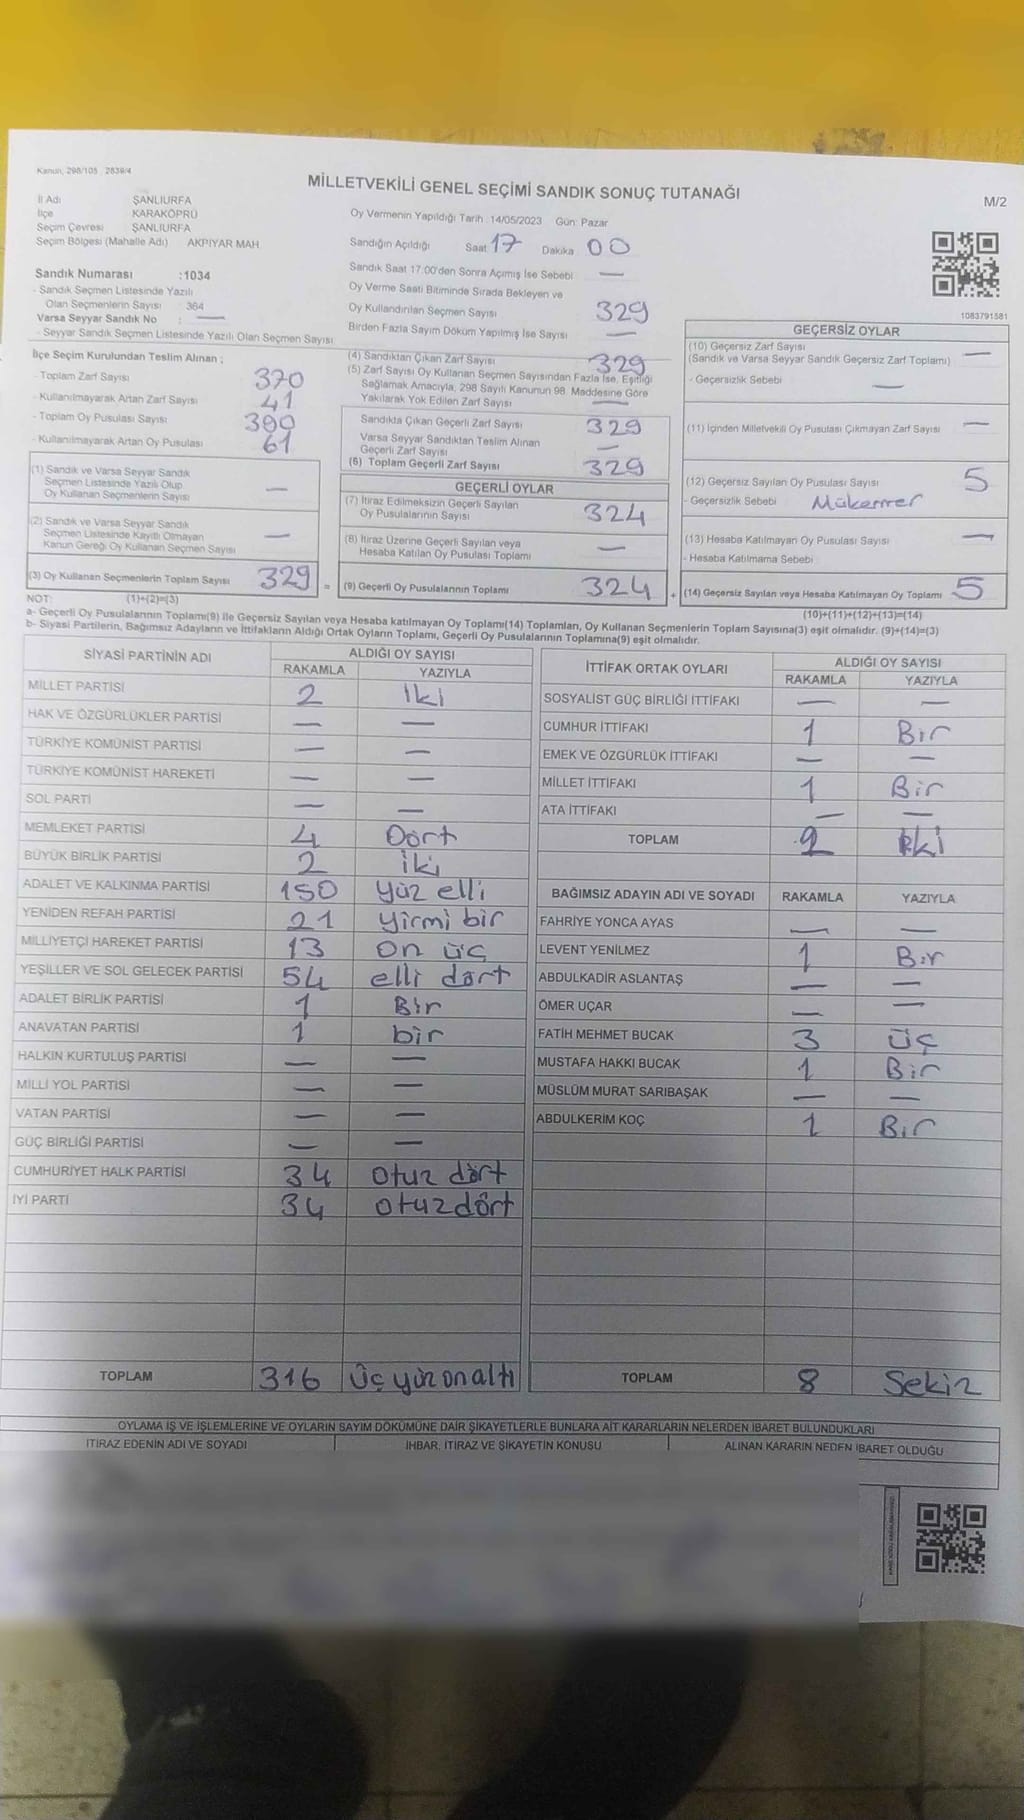 Kanun, 298/105 2839/4
MİLLETVEKİLİ GENEL SEÇİMİ SANDIK SONUÇ TUTANAĞI
M/2
İl Adı ŞANLIURFA
İlçe KARAKÖPRÜ
Seçim Çevresi ŞANLIURFA
Seçim Bölgesi (Mahalle Adı) AKPIYAR MAH.
Sandık Numarası :1034
- Sandık Seçmen Listesinde Yazılı
Olan Seçmenlerin Sayısı : 364
Varsa Seyyar Sandık No : —
- Seyyar Sandık Seçmen Listesinde Yazılı Olan Seçmen Sayısı
Oy Vermenin Yapıldığı Tarih :14/05/2023 Gün: Pazar
Sandığın Açıldığı Saat 17 Dakika 00
Sandık Saat 17.00'den Sonra Açımış İse Sebebi —
Oy Verme Saati Bitiminde Sırada Bekleyen ve
Oy Kullandırılan Seçmen Sayısı 329
Birden Fazla Sayım Döküm Yapılmış İse Sayısı —
1083791581
İlçe Seçim Kurulundan Teslim Alınan ;
- Toplam Zarf Sayısı 370
- Kullanılmayarak Artan Zarf Sayısı 41
- Toplam Oy Pusulası Sayısı 390
- Kullanılmayarak Artan Oy Pusulası 61
(1) Sandık ve Varsa Seyyar Sandık
Seçmen Listesinde Yazılı Olup
Oy Kullanan Seçmenlerin Sayısı —
(2) Sandık ve Varsa Seyyar Sandık
Seçmen Listesinde Kayıtlı Olmayan
Kanun Gereği Oy Kullanan Seçmen Sayısı —
(3) Oy Kullanan Seçmenlerin Toplam Sayısı 329 =
(4) Sandıktan Çıkan Zarf Sayısı 329
(5) Zarf Sayısı Oy Kullanan Seçmen Sayısından Fazla İse, Eşitliği
Sağlamak Amacıyla, 298 Sayılı Kanunun 98. Maddesine Göre
Yakılarak Yok Edilen Zarf Sayısı —
Sandıkta Çıkan Geçerli Zarf Sayısı 329
Varsa Seyyar Sandıktan Teslim Alınan
Geçerli Zarf Sayısı —
(6) Toplam Geçerli Zarf Sayısı 329
GEÇERLİ OYLAR
(7) İtiraz Edilmeksizin Geçerli Sayılan
Oy Pusulalarının Sayısı 324
(8) İtiraz Üzerine Geçerli Sayılan veya
Hesaba Katılan Oy Pusulası Toplamı —
(9) Geçerli Oy Pusulalarının Toplamı 324 +
GEÇERSİZ OYLAR
(10) Geçersiz Zarf Sayısı
(Sandık ve Varsa Seyyar Sandık Geçersiz Zarf Toplamı) —
- Geçersizlik Sebebi —
(11) İçinden Milletvekili Oy Pusulası Çıkmayan Zarf Sayısı —
(12) Geçersiz Sayılan Oy Pusulası Sayısı 5
- Geçersizlik Sebebi Mükerrer
(13) Hesaba Katılmayan Oy Pusulası Sayısı —
- Hesaba Katılmama Sebebi
(14) Geçersiz Sayılan veya Hesaba Katılmayan Oy Toplamı 5
NOT: (1)+(2)=(3) (10)+(11)+(12)+(13)=(14)
a- Geçerli Oy Pusulalarının Toplamı(9) ile Geçersiz Sayılan veya Hesaba katılmayan Oy Toplamı(14) Toplamları, Oy Kullanan Seçmenlerin Toplam Sayısına(3) eşit olmalıdır. (9)+(14)=(3)
b- Siyasi Partilerin, Bağımsız Adayların ve İttifakların Aldığı Ortak Oyların Toplamı, Geçerli Oy Pusulalarının Toplamına(9) eşit olmalıdır.
SİYASİ PARTİNİN ADI ALDIĞI OY SAYISI
RAKAMLA YAZIYLA
MİLLET PARTİSİ 2 iki
HAK VE ÖZGÜRLÜKLER PARTİSİ — —
TÜRKİYE KOMÜNİST PARTİSİ — —
TÜRKİYE KOMÜNİST HAREKETİ — —
SOL PARTİ — —
MEMLEKET PARTİSİ 4 Dört
BÜYÜK BİRLİK PARTİSİ 2 iki
ADALET VE KALKINMA PARTİSİ 150 yüz elli
YENİDEN REFAH PARTİSİ 21 yirmi bir
MİLLİYETÇİ HAREKET PARTİSİ 13 on üç
YEŞİLLER VE SOL GELECEK PARTİSİ 54 elli dört
ADALET BİRLİK PARTİSİ 1 Bir
ANAVATAN PARTİSİ 1 bir
HALKIN KURTULUŞ PARTİSİ — —
MİLLİ YOL PARTİSİ — —
VATAN PARTİSİ — —
GÜÇ BİRLİĞİ PARTİSİ — —
CUMHURİYET HALK PARTİSİ 34 otuz dört
İYİ PARTİ 34 otuz dört
TOPLAM 316 üç yüz on altı
İTTİFAK ORTAK OYLARI ALDIĞI OY SAYISI
RAKAMLA YAZIYLA
SOSYALİST GÜÇ BİRLİĞİ İTTİFAKI — —
CUMHUR İTTİFAKI 1 Bir
EMEK VE ÖZGÜRLÜK İTTİFAKI — —
MİLLET İTTİFAKI 1 Bir
ATA İTTİFAKI — —
TOPLAM 2 iki
BAĞIMSIZ ADAYIN ADI VE SOYADI RAKAMLA YAZIYLA
FAHRİYE YONCA AYAS — —
LEVENT YENİLMEZ 1 Bir
ABDULKADİR ASLANTAŞ — —
ÖMER UÇAR — —
FATİH MEHMET BUCAK 3 üç
MUSTAFA HAKKI BUCAK 1 Bir
MÜSLÜM MURAT SARIBAŞAK — —
ABDULKERİM KOÇ 1 Bir
TOPLAM 8 Sekiz
OYLAMA İŞ VE İŞLEMLERİNE VE OYLARIN SAYIM DÖKÜMÜNE DAİR ŞİKAYETLERLE BUNLARA AİT KARARLARIN NELERDEN İBARET BULUNDUKLARI
İTİRAZ EDENİN ADI VE SOYADI İHBAR, İTİRAZ VE ŞİKAYETİN KONUSU ALINAN KARARIN NEDEN İBARET OLDUĞU